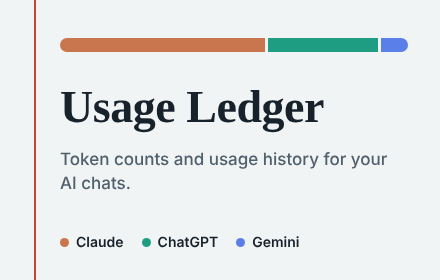 Usage Ledger
Token counts and usage history for your
AI chats.
Claude ChatGPT Gemini